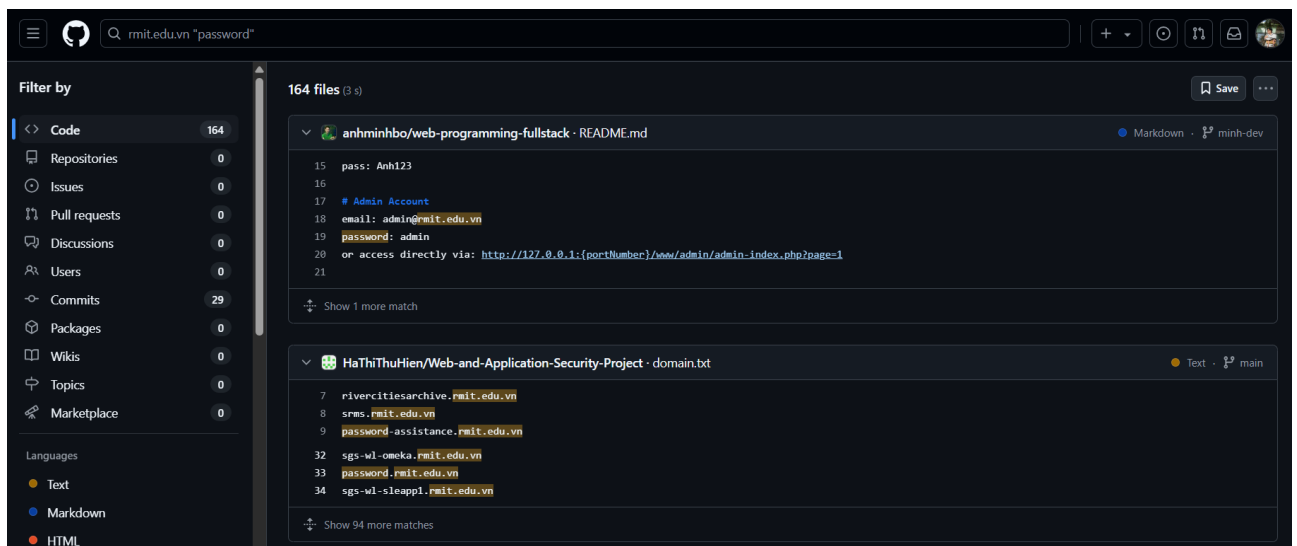 rmit.edu.vn "password"
Filter by
Code 164
Repositories 0
Issues 0
Pull requests 0
Discussions 0
Users 0
Commits 29
Packages 0
Wikis 0
Topics 0
Marketplace 0
Languages
Text
Markdown
HTML
164 files (3 s)
Save
anhminhbo/web-programming-fullstack · README.md
Markdown · minh-dev
15 pass: Anh123
16
17 # Admin Account
18 email: admin@rmit.edu.vn
19 password: admin
20 or access directly via: http://127.0.0.1:{portNumber}/www/admin/admin-index.php?page=1
21
Show 1 more match
HaThiThuHien/Web-and-Application-Security-Project · domain.txt
Text · main
7 rivercitiesarchive.rmit.edu.vn
8 srms.rmit.edu.vn
9 password-assistance.rmit.edu.vn
32 sgs-wl-omeka.rmit.edu.vn
33 password.rmit.edu.vn
34 sgs-wl-sleapp1.rmit.edu.vn
Show 94 more matches